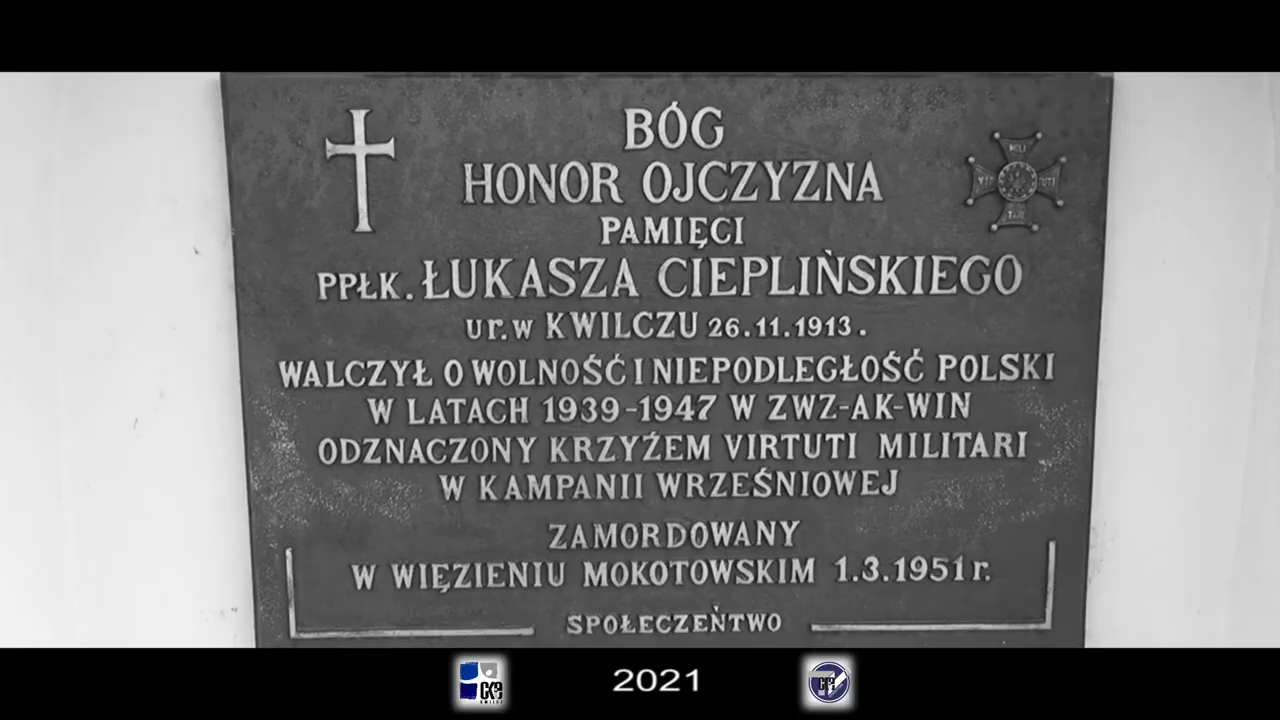 BÓG
HONOR OJCZYZNA
PAMIĘCI
PPŁK. ŁUKASZA CIEPLIŃSKIEGO
ur. w KWILCZU 26.11.1913.
WALCZYŁ O WOLNOŚĆ I NIEPODLEGŁOŚĆ POLSKI
W LATACH 1939-1947 W ZWZ-AK-WIN
ODZNACZONY KRZYŻEM VIRTUTI MILITARI
W KAMPANII WRZEŚNIOWEJ
ZAMORDOWANY
W WIĘZIENIU MOKOTOWSKIM 1.3.1951 r.
SPOŁECZEŃTWO
2021